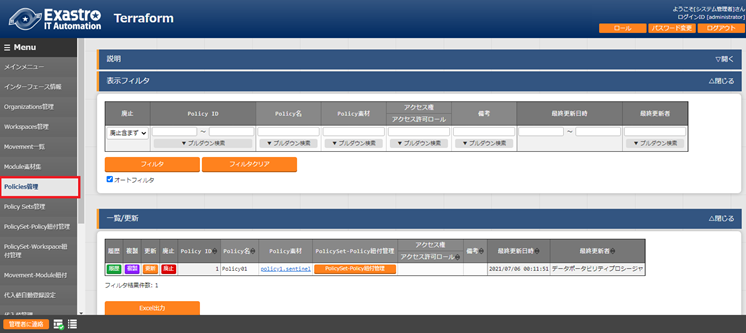 Exastro
IT Automation
Terraform
ようこそ[システム管理者]さん
ログインID [administrator]
ロール
パスワード変更
ログアウト
Menu
メインメニュー
インターフェース情報
Organizations管理
Workspaces管理
Movement一覧
Module素材集
Policies管理
Policy Sets管理
PolicySet-Policy紐付管理
PolicySet-Workspace紐
付管理
Movement-Module紐付
代入値自動登録設定
管理者に連絡
説明
▽開く
表示フィルタ
△閉じる
廃止
Policy ID
Policy名
Policy素材
アクセス権
アクセス許可ロール
備考
最終更新日時
最終更新者
廃止含まず
～
～
▼ プルダウン検索
▼ プルダウン検索
▼ プルダウン検索
▼ プルダウン検索
▼ プルダウン検索
▼ プルダウン検索
フィルタ
フィルタクリア
オートフィルタ
一覧/更新
△閉じる
履歴
複製
更新
廃止
Policy ID
Policy名
Policy素材
PolicySet-Policy紐付管理
アクセス権
アクセス許可ロール
備考
最終更新日時
最終更新者
履歴
複製
更新
廃止
1
Policy01
policy1.sentinel
PolicySet-Policy紐付管理
2021/07/06 00:11:51
データポータビリティプロシージャ
フィルタ結果件数: 1
Excel出力